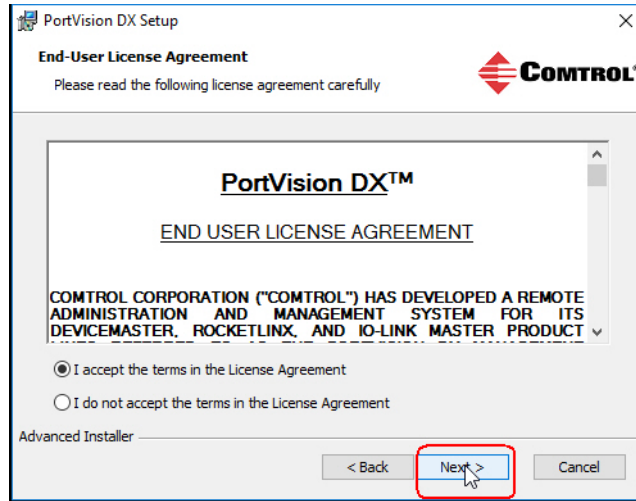 PortVision DX Setup
End-User License Agreement
Please read the following license agreement carefully
COMTROL®
PortVision DX™
END USER LICENSE AGREEMENT
COMTROL CORPORATION ("COMTROL") HAS DEVELOPED A REMOTE
ADMINISTRATION AND MANAGEMENT SYSTEM FOR ITS
DEVICEMASTER, ROCKETLINX, AND IO-LINK MASTER PRODUCT
I accept the terms in the License Agreement
I do not accept the terms in the License Agreement
Advanced Installer
< Back
Next >
Cancel